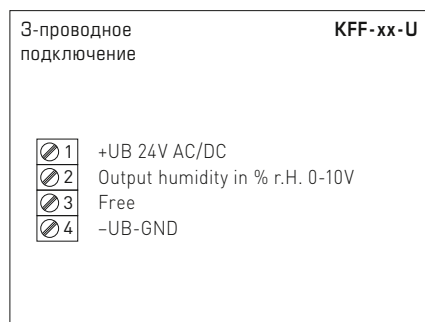 3-проводное KFF-xx-U
подключение
1 +UB 24V AC/DC
2 Output humidity in % r.H. 0-10V
3 Free
4 –UB-GND